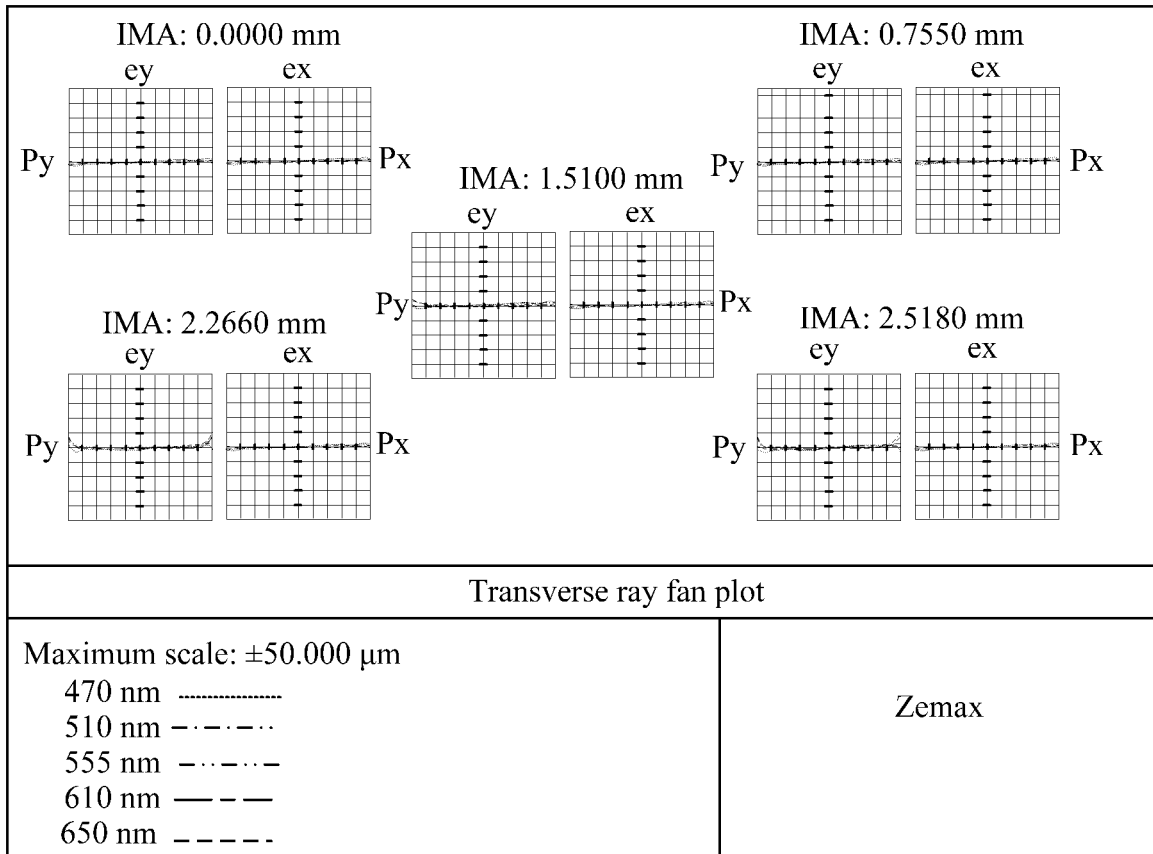 IMA: 0.0000 mm
ey ex
Py Px
IMA: 0.7550 mm
ey ex
Py Px
IMA: 1.5100 mm
ey ex
Py Px
IMA: 2.2660 mm
ey ex
Py Px
IMA: 2.5180 mm
ey ex
Py Px
Transverse ray fan plot
Maximum scale: ±50.000 μm
470 nm
510 nm
555 nm
610 nm
650 nm
Zemax